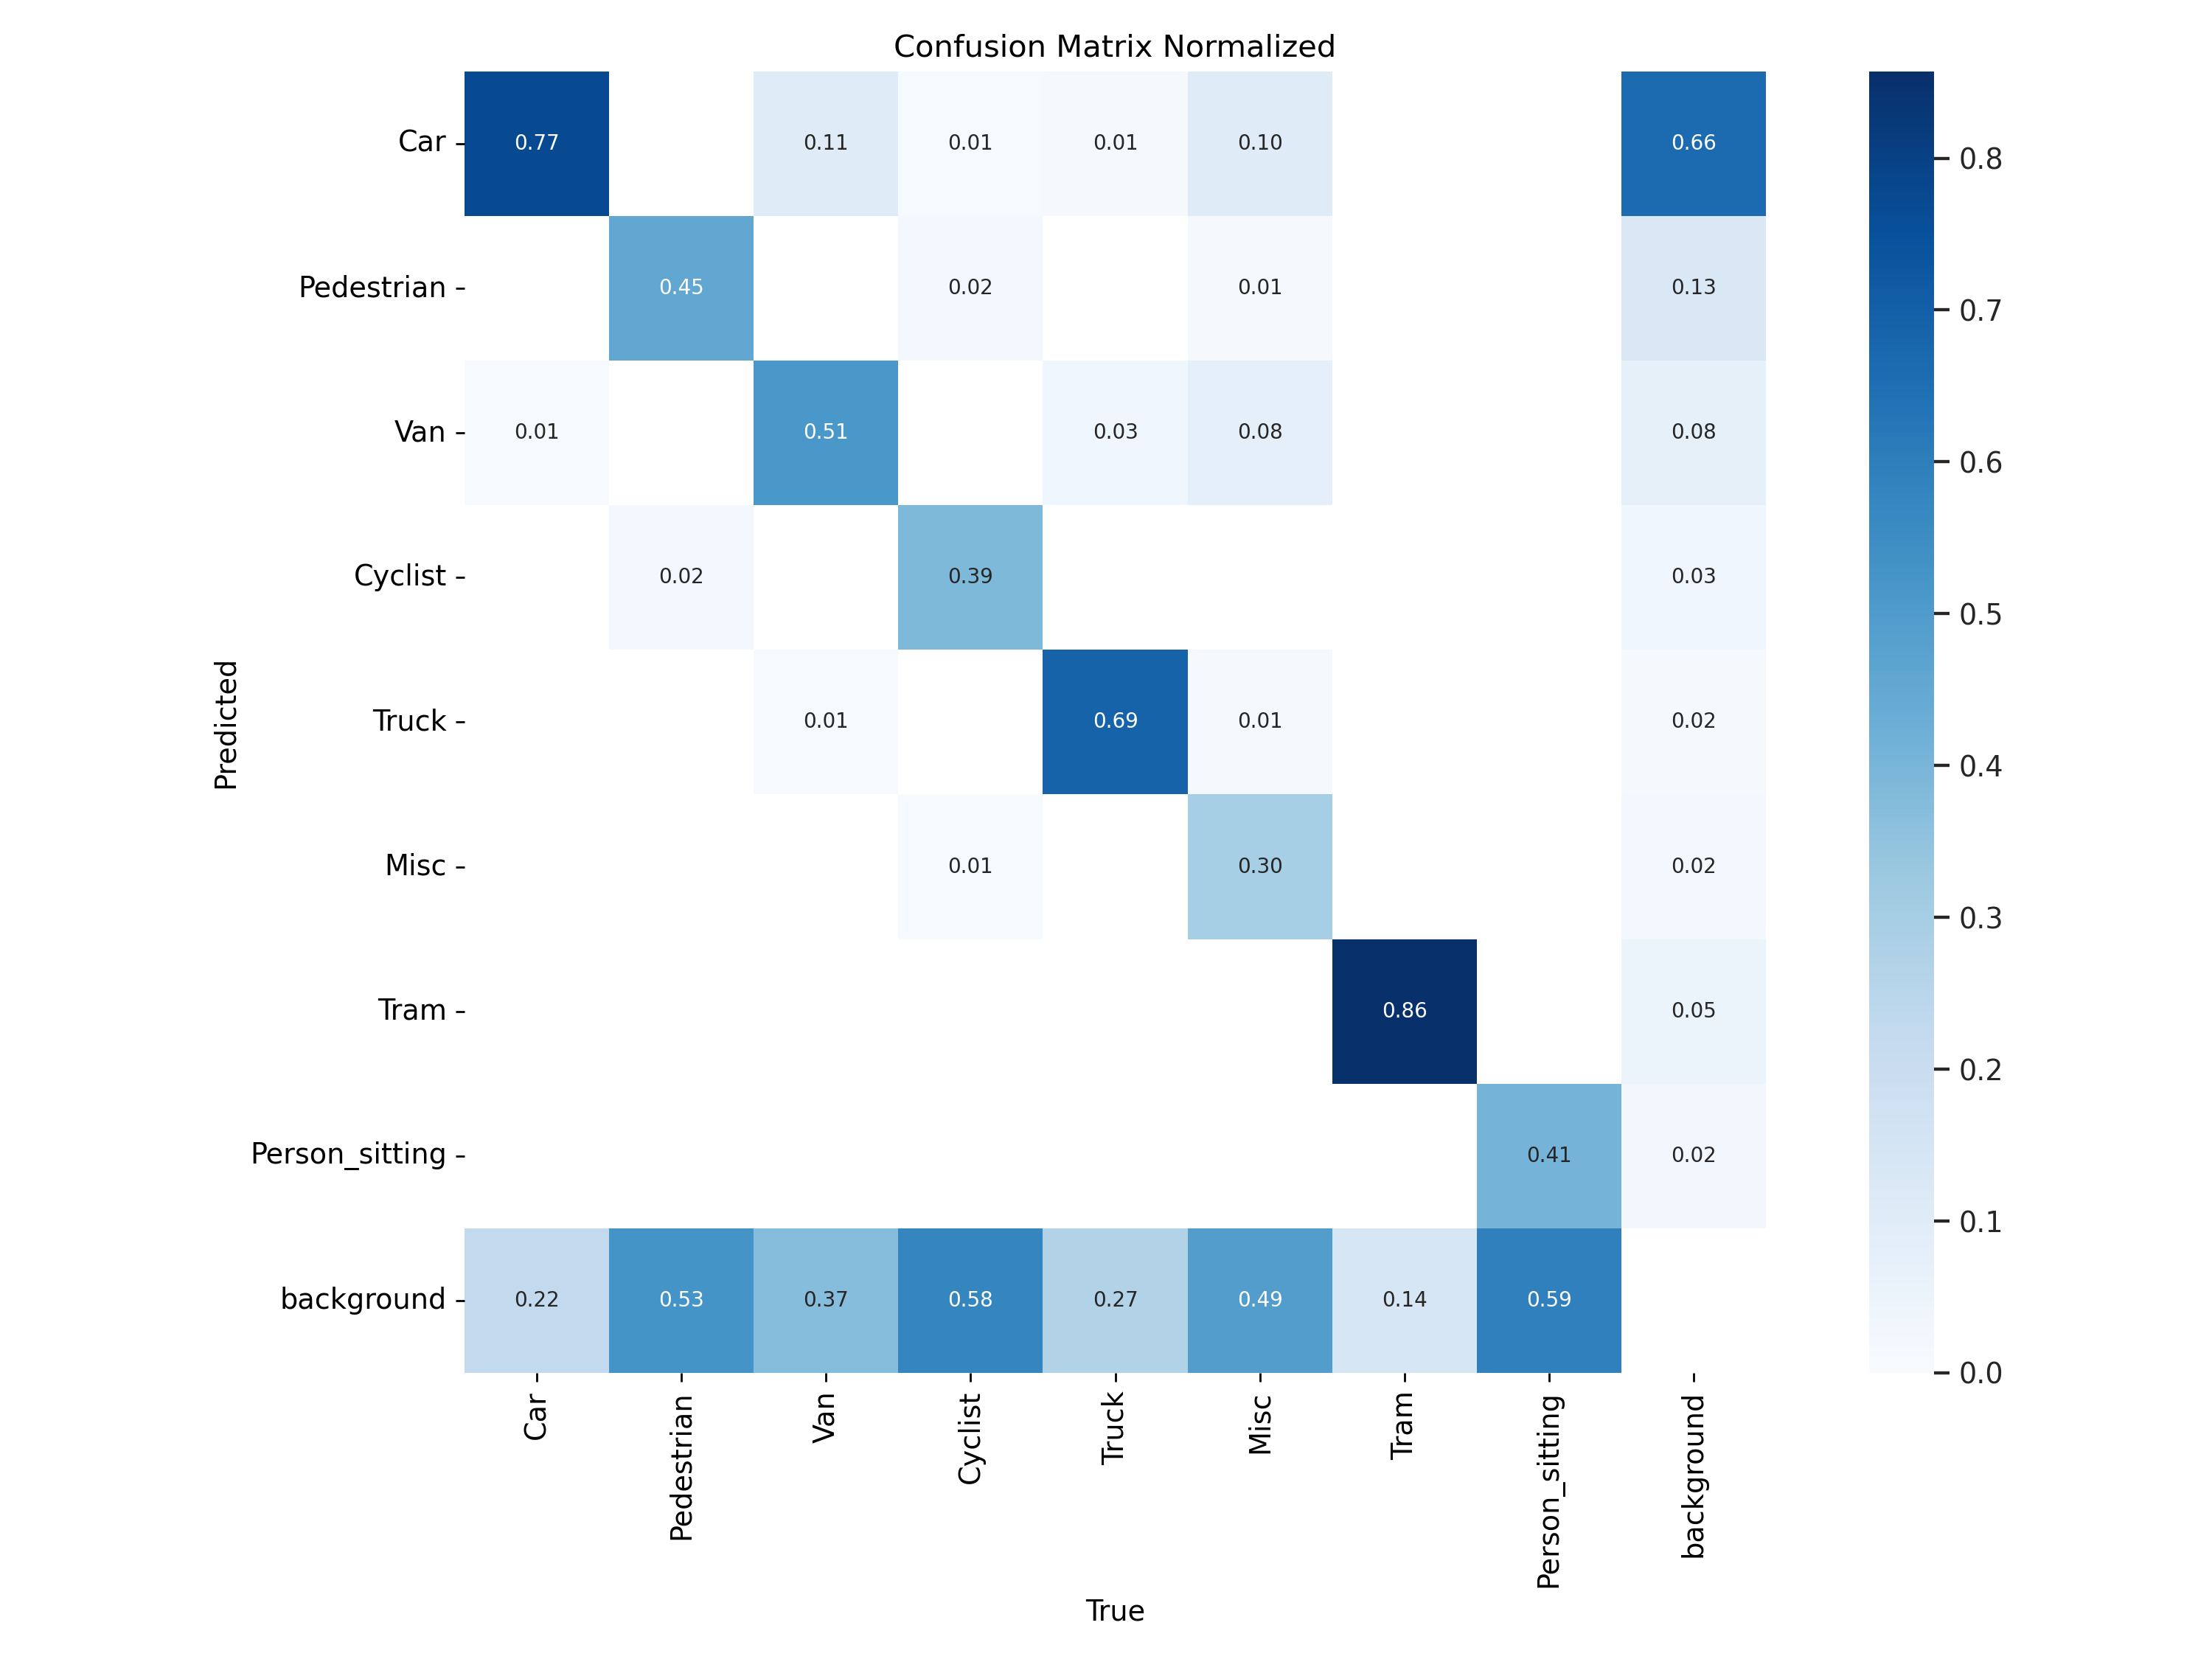 Confusion Matrix Normalized
Car 0.77 0.11 0.01 0.01 0.10 0.66
Pedestrian 0.45 0.02 0.01 0.13
Van 0.01 0.51 0.03 0.08 0.08
Cyclist 0.02 0.39 0.03
Truck 0.01 0.69 0.01 0.02
Misc 0.01 0.30 0.02
Tram 0.86 0.05
Person_sitting 0.41 0.02
background 0.22 0.53 0.37 0.58 0.27 0.49 0.14 0.59
Predicted
Car Pedestrian Van Cyclist Truck Misc Tram Person_sitting background
True
0.8
0.7
0.6
0.5
0.4
0.3
0.2
0.1
0.0